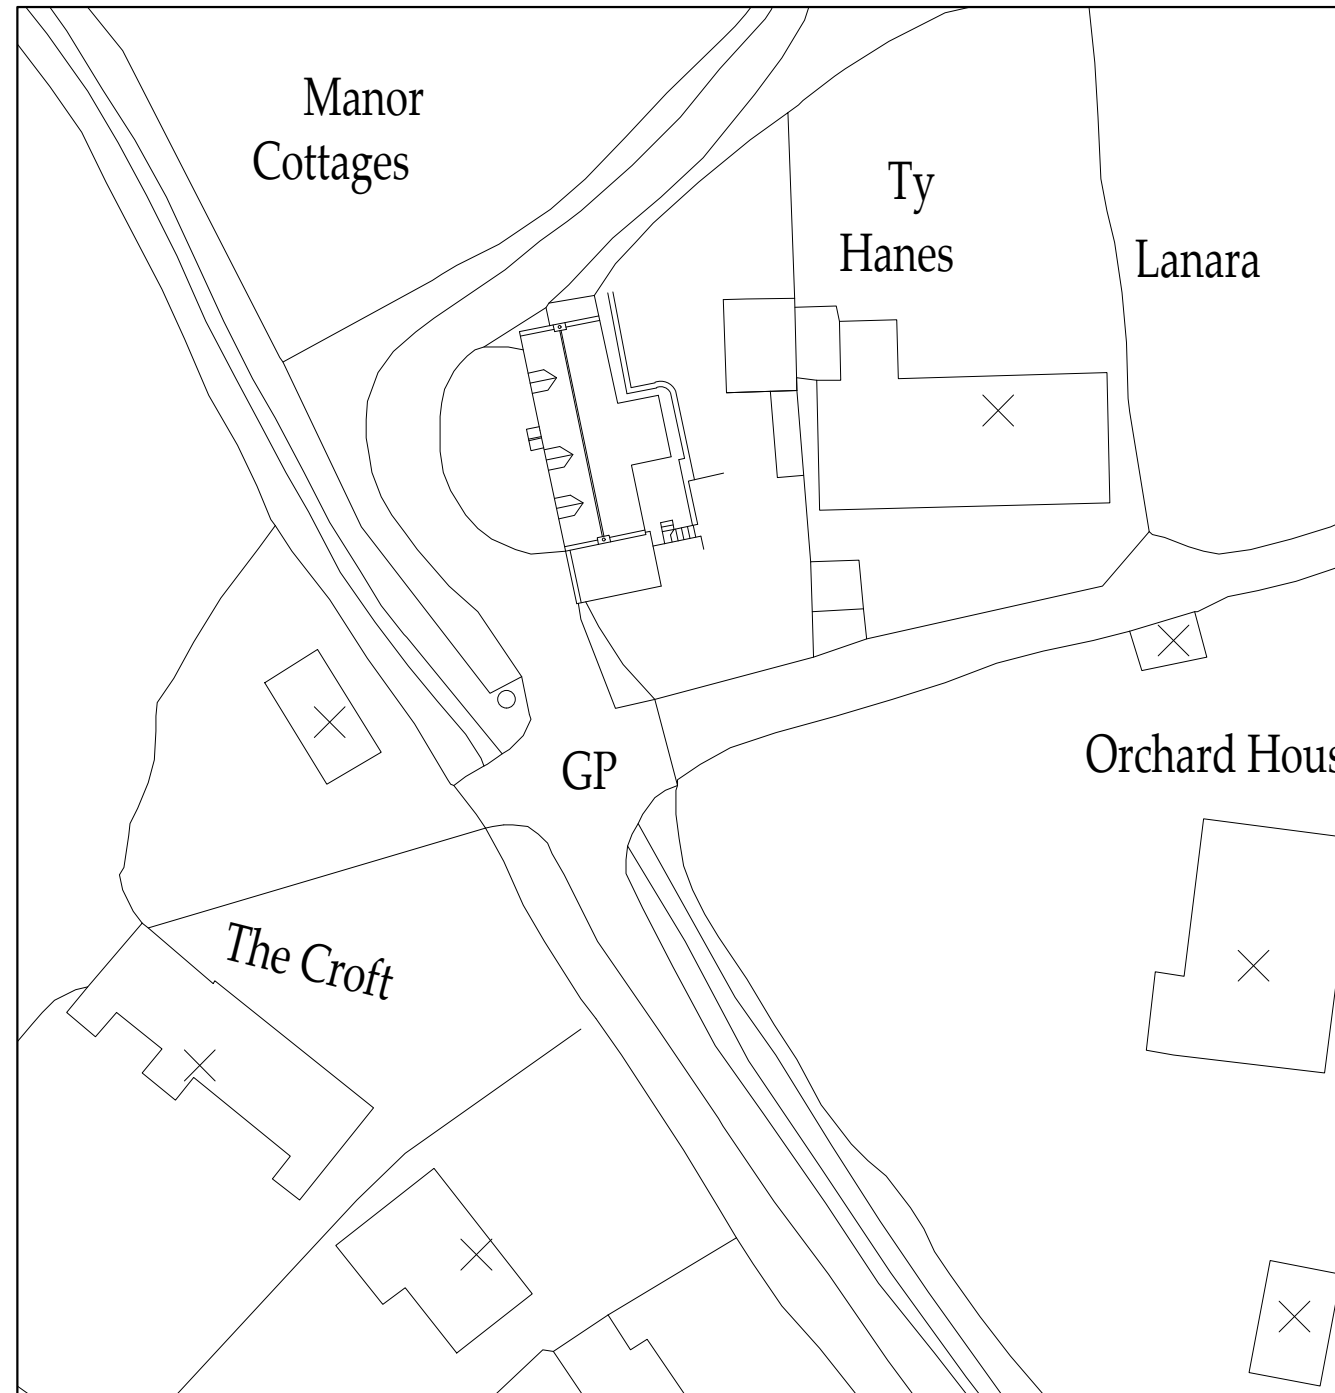 Manor
Cottages
Ty
Hanes
Lanara
GP
Orchard Hous
The Croft